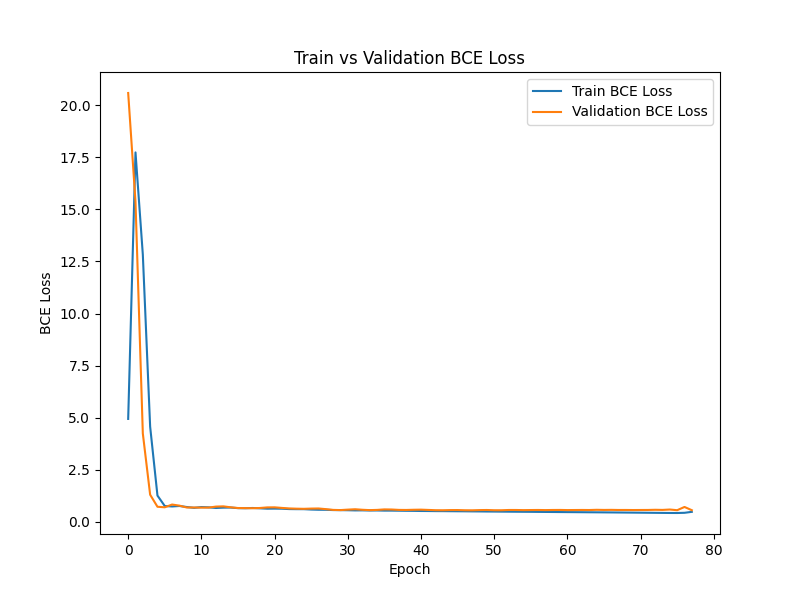 Train vs Validation BCE Loss
Train BCE Loss
Validation BCE Loss
BCE Loss
20.0
17.5
15.0
12.5
10.0
7.5
5.0
2.5
0.0
0 10 20 30 40 50 60 70 80
Epoch